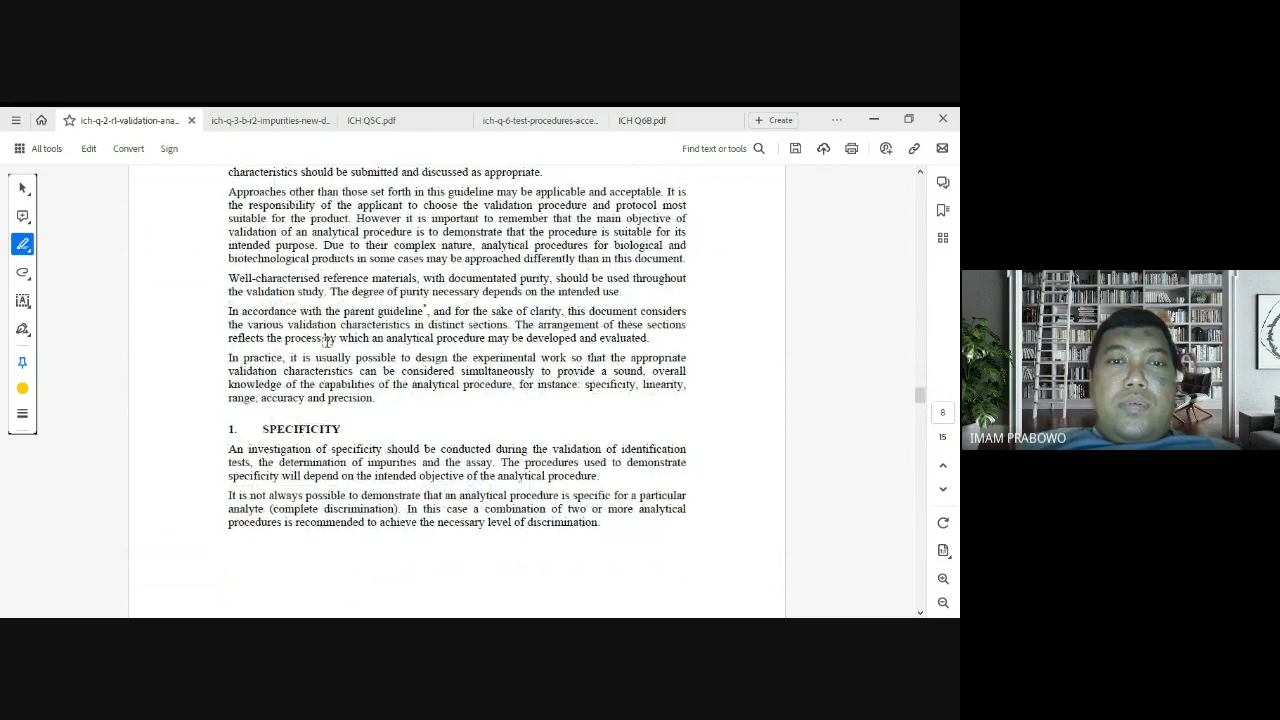 ich-q-2-r1-validation-ana...
ich-q-3-b-r2-impurities-new-d...
ICH Q5C.pdf
ich-q-6-test-procedures-acce...
ICH Q6B.pdf
Create
All tools
Edit
Convert
Sign
Find text or tools
characteristics should be submitted and discussed as appropriate.
Approaches other than those set forth in this guideline may be applicable and acceptable. It is
the responsibility of the applicant to choose the validation procedure and protocol most
suitable for the product. However it is important to remember that the main objective of
validation of an analytical procedure is to demonstrate that the procedure is suitable for its
intended purpose. Due to their complex nature, analytical procedures for biological and
biotechnological products in some cases may be approached differently than in this document.
Well-characterised reference materials, with documentated purity, should be used throughout
the validation study. The degree of purity necessary depends on the intended use.
In accordance with the parent guideline*, and for the sake of clarity, this document considers
the various validation characteristics in distinct sections. The arrangement of these sections
reflects the process by which an analytical procedure may be developed and evaluated.
In practice, it is usually possible to design the experimental work so that the appropriate
validation characteristics can be considered simultaneously to provide a sound, overall
knowledge of the capabilities of the analytical procedure, for instance: specificity, linearity,
range, accuracy and precision.
1. SPECIFICITY
An investigation of specificity should be conducted during the validation of identification
tests, the determination of impurities and the assay. The procedures used to demonstrate
specificity will depend on the intended objective of the analytical procedure.
It is not always possible to demonstrate that an analytical procedure is specific for a particular
analyte (complete discrimination). In this case a combination of two or more analytical
procedures is recommended to achieve the necessary level of discrimination.
8
15
IMAM PRABOWO